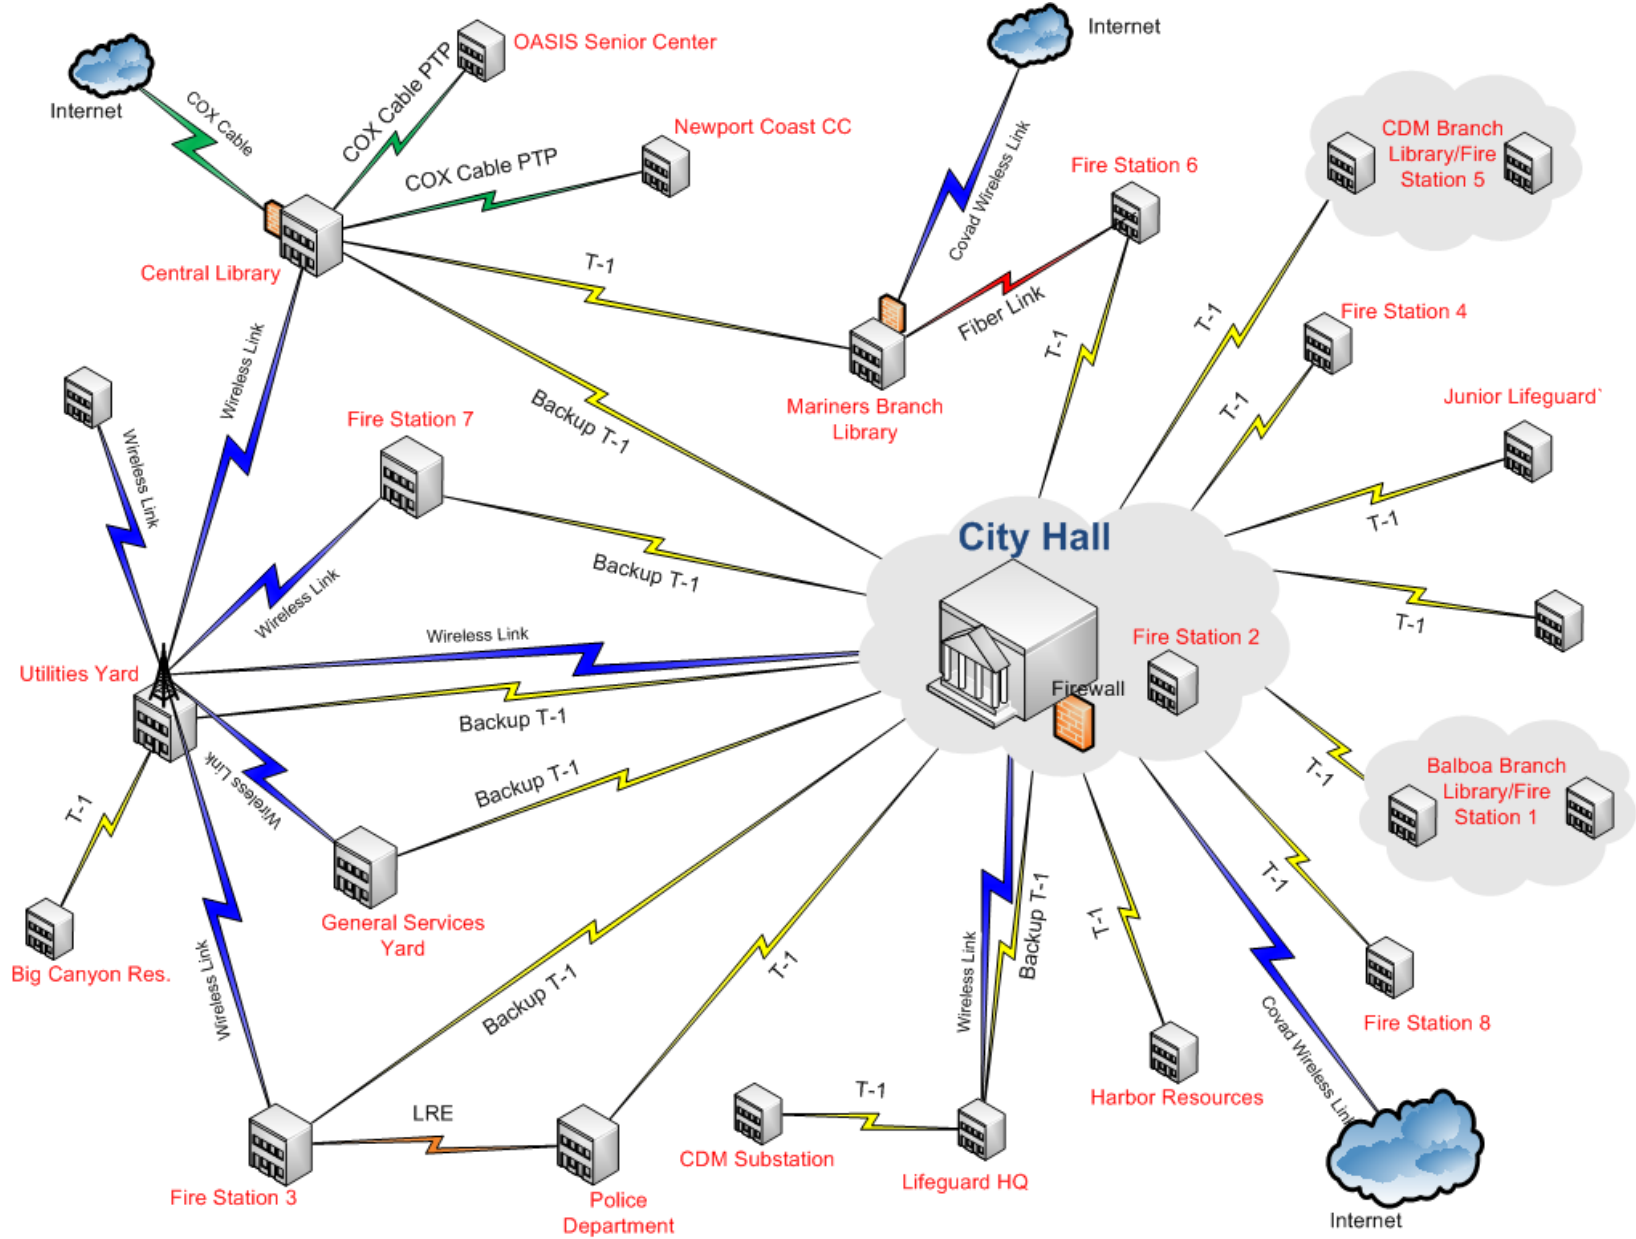 Internet
COX Cable
COX Cable PTP
OASIS Senior Center
Newport Coast CC
COX Cable PTP
Central Library
T-1
Backup T-1
Wireless Link
Internet
Covad Wireless Link
Fire Station 6
Fiber Link
T-1
Mariners Branch
Library
CDM Branch
Library/Fire
Station 5
T-1
Fire Station 4
T-1
Junior Lifeguard`
T-1
T-1
Wireless Link
Fire Station 7
Wireless Link
Backup T-1
City Hall
Fire Station 2
Firewall
Utilities Yard
Wireless Link
Backup T-1
Wireless Link
Backup T-1
T-1
Big Canyon Res.
General Services
Yard
Wireless Link
Backup T-1
T-1
Wireless Link
Backup T-1
T-1
Covad Wireless Link
T-1
T-1
Balboa Branch
Library/Fire
Station 1
Fire Station 8
Harbor Resources
Fire Station 3
LRE
Police
Department
CDM Substation
T-1
Lifeguard HQ
Internet